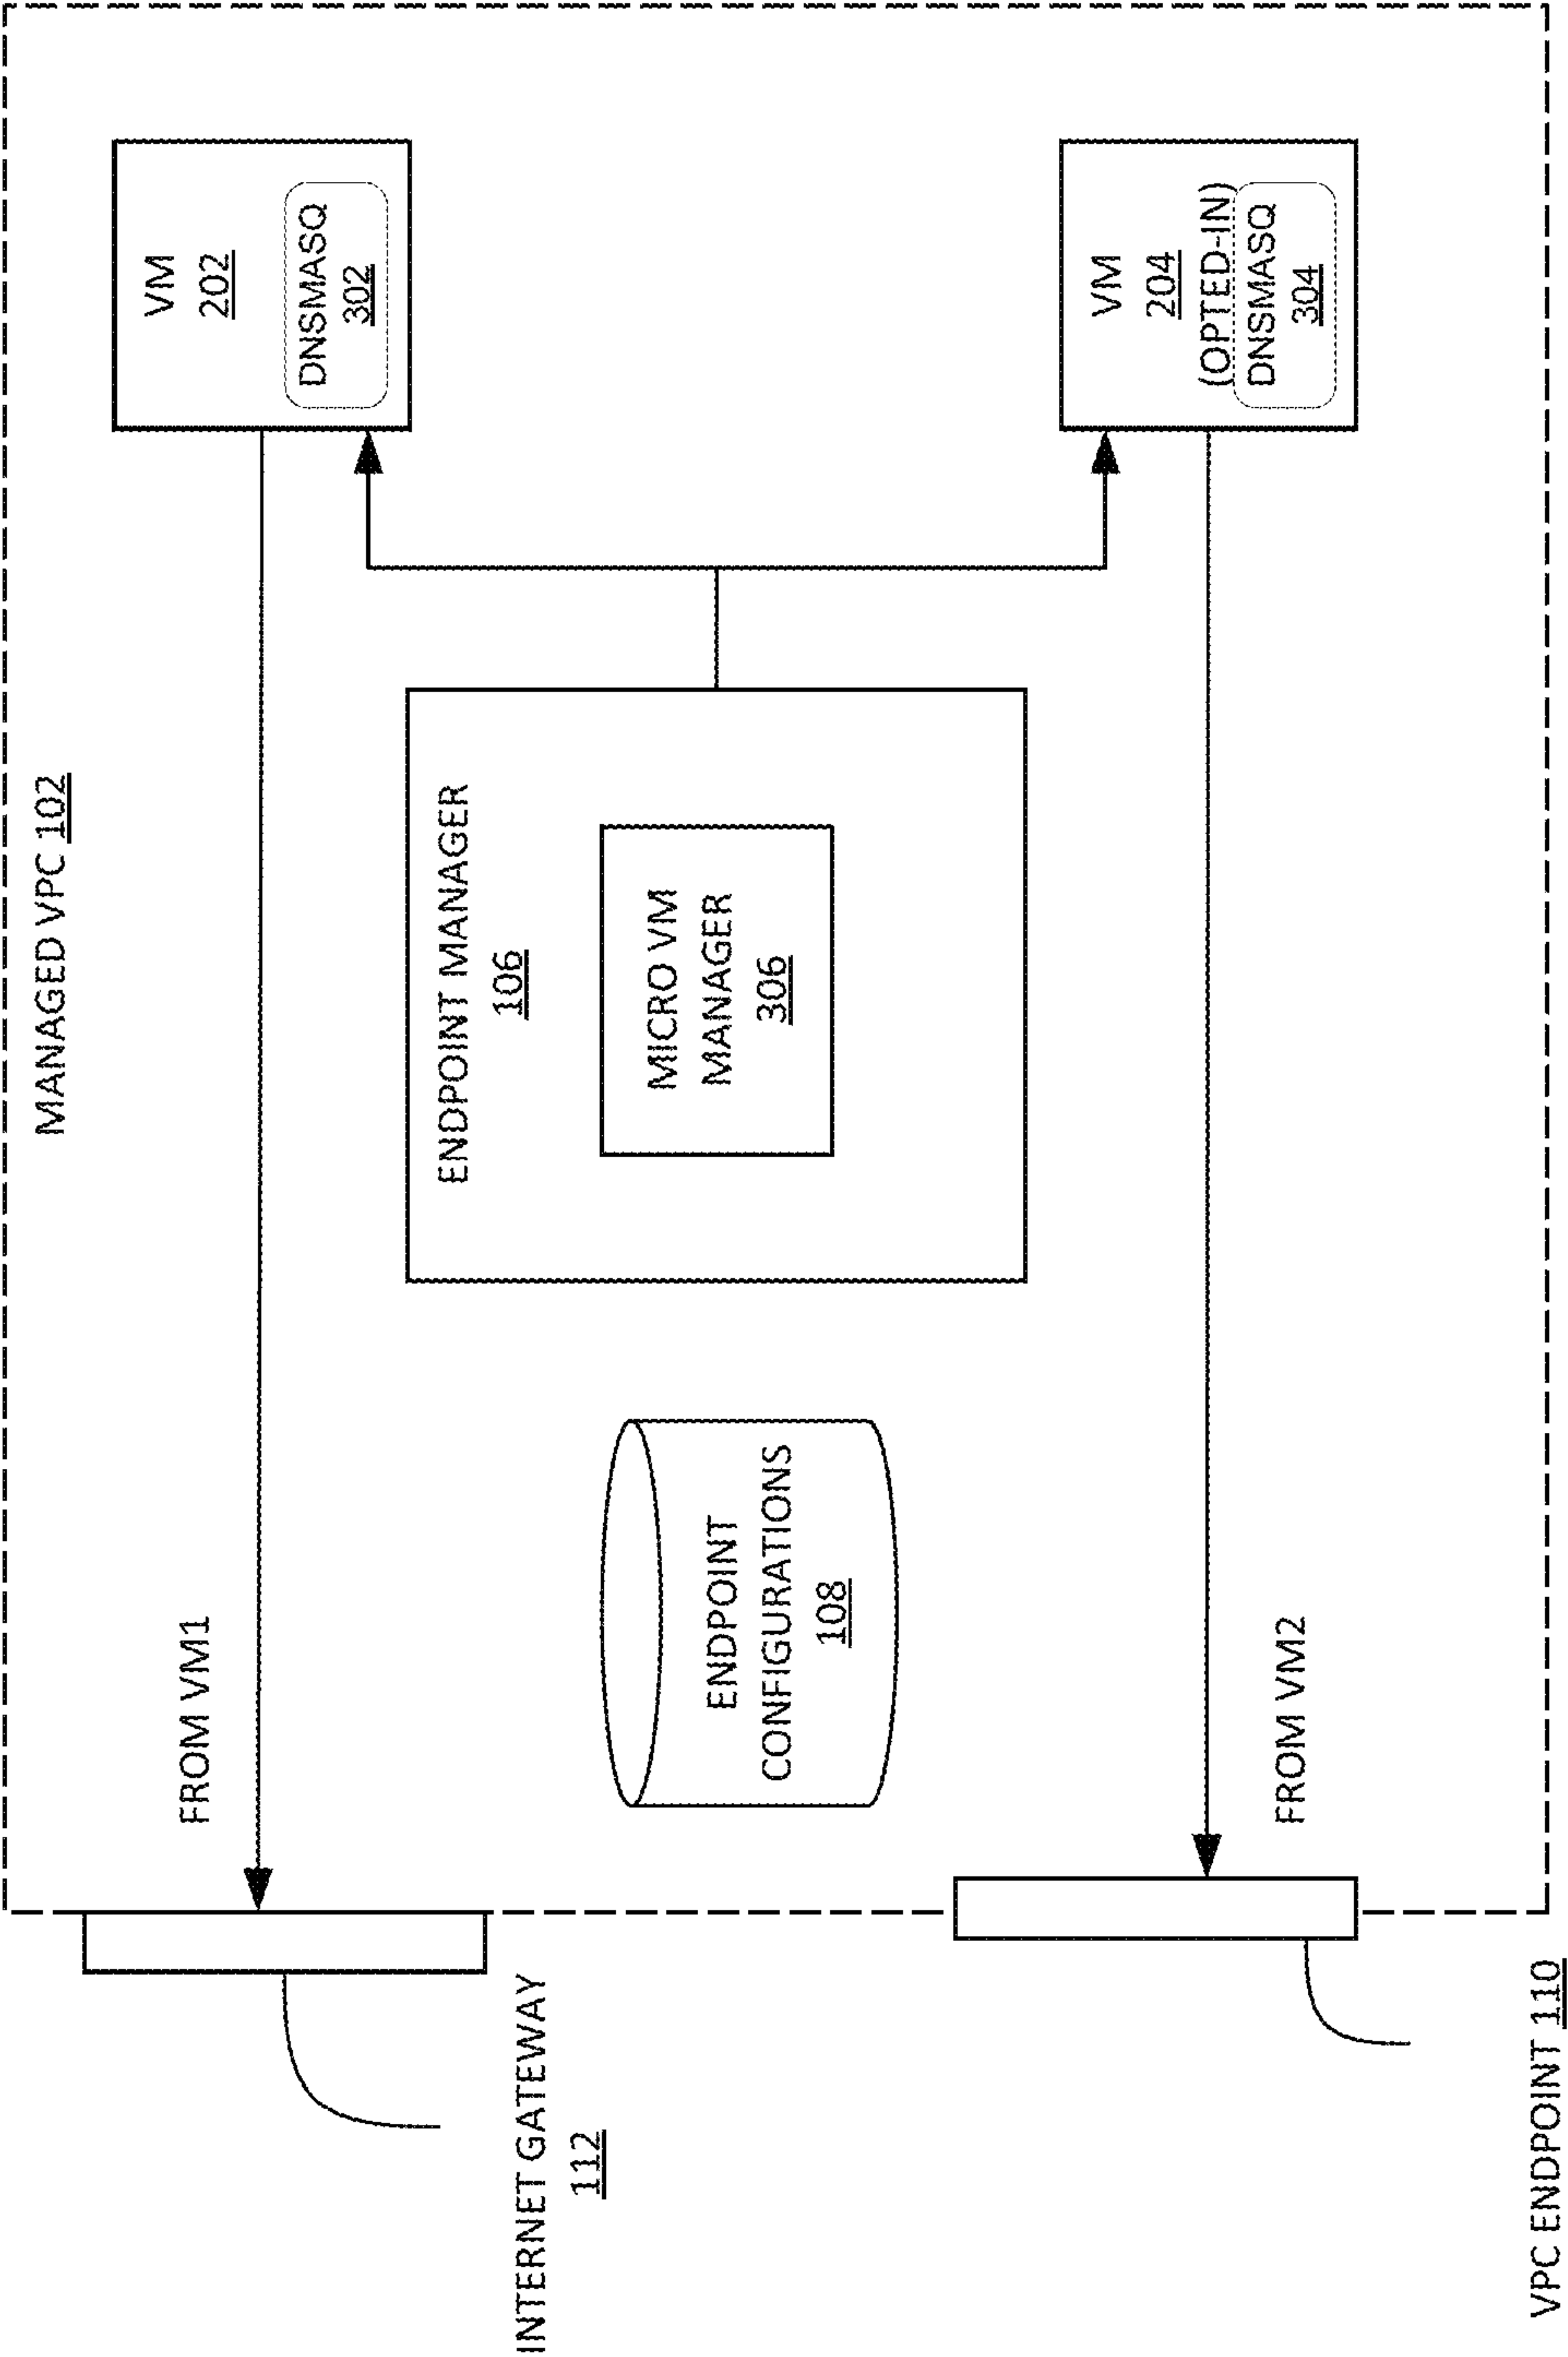 MANAGED VPC 102
INTERNET GATEWAY
112
FROM VM1
VM
202
DNSMASQ
302
ENDPOINT MANAGER
106
MICRO VM
MANAGER
306
ENDPOINT
CONFIGURATIONS
108
VM
204
(OPTED-IN)
DNSMASQ
304
FROM VM2
VPC ENDPOINT 110